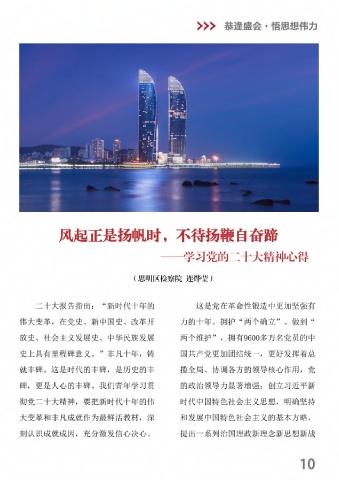 >>> 恭逢盛会·悟思想伟力
风起正是扬帆时，不待扬鞭自奋蹄
——学习党的二十大精神心得
（思明区检察院 连烨莹）
二十大报告指出：“新时代十年的
伟大变革，在党史、新中国史、改革开
放史、社会主义发展史、中华民族发展
史上具有里程碑意义。”非凡十年，铸
就丰碑。这是时代的丰碑，是历史的丰
碑，更是人心的丰碑。我们青年学习贯
彻党二十大精神，要把新时代十年的伟
大变革和非凡成就作为最鲜活教材，深
刻认识成就成因，充分激发信心决心。
这是党在革命性锻造中更加坚强有
力的十年。拥护“两个确立”、做到“
两个维护”，拥有9600多万名党员的中
国共产党更加团结统一，更好发挥着总
揽全局、协调各方的领导核心作用，党
的政治领导力显著增强；创立习近平新
时代中国特色社会主义思想，明确坚持
和发展中国特色社会主义的基本方略，
提出一系列治国理政新理念新思想新战
10